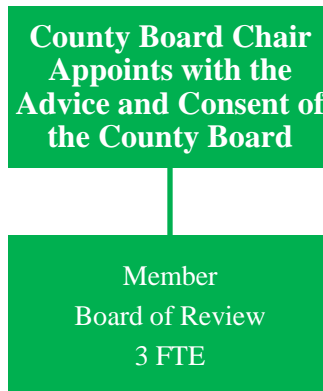 County Board Chair
Appoints with the
Advice and Consent of
the County Board
Member
Board of Review
3 FTE